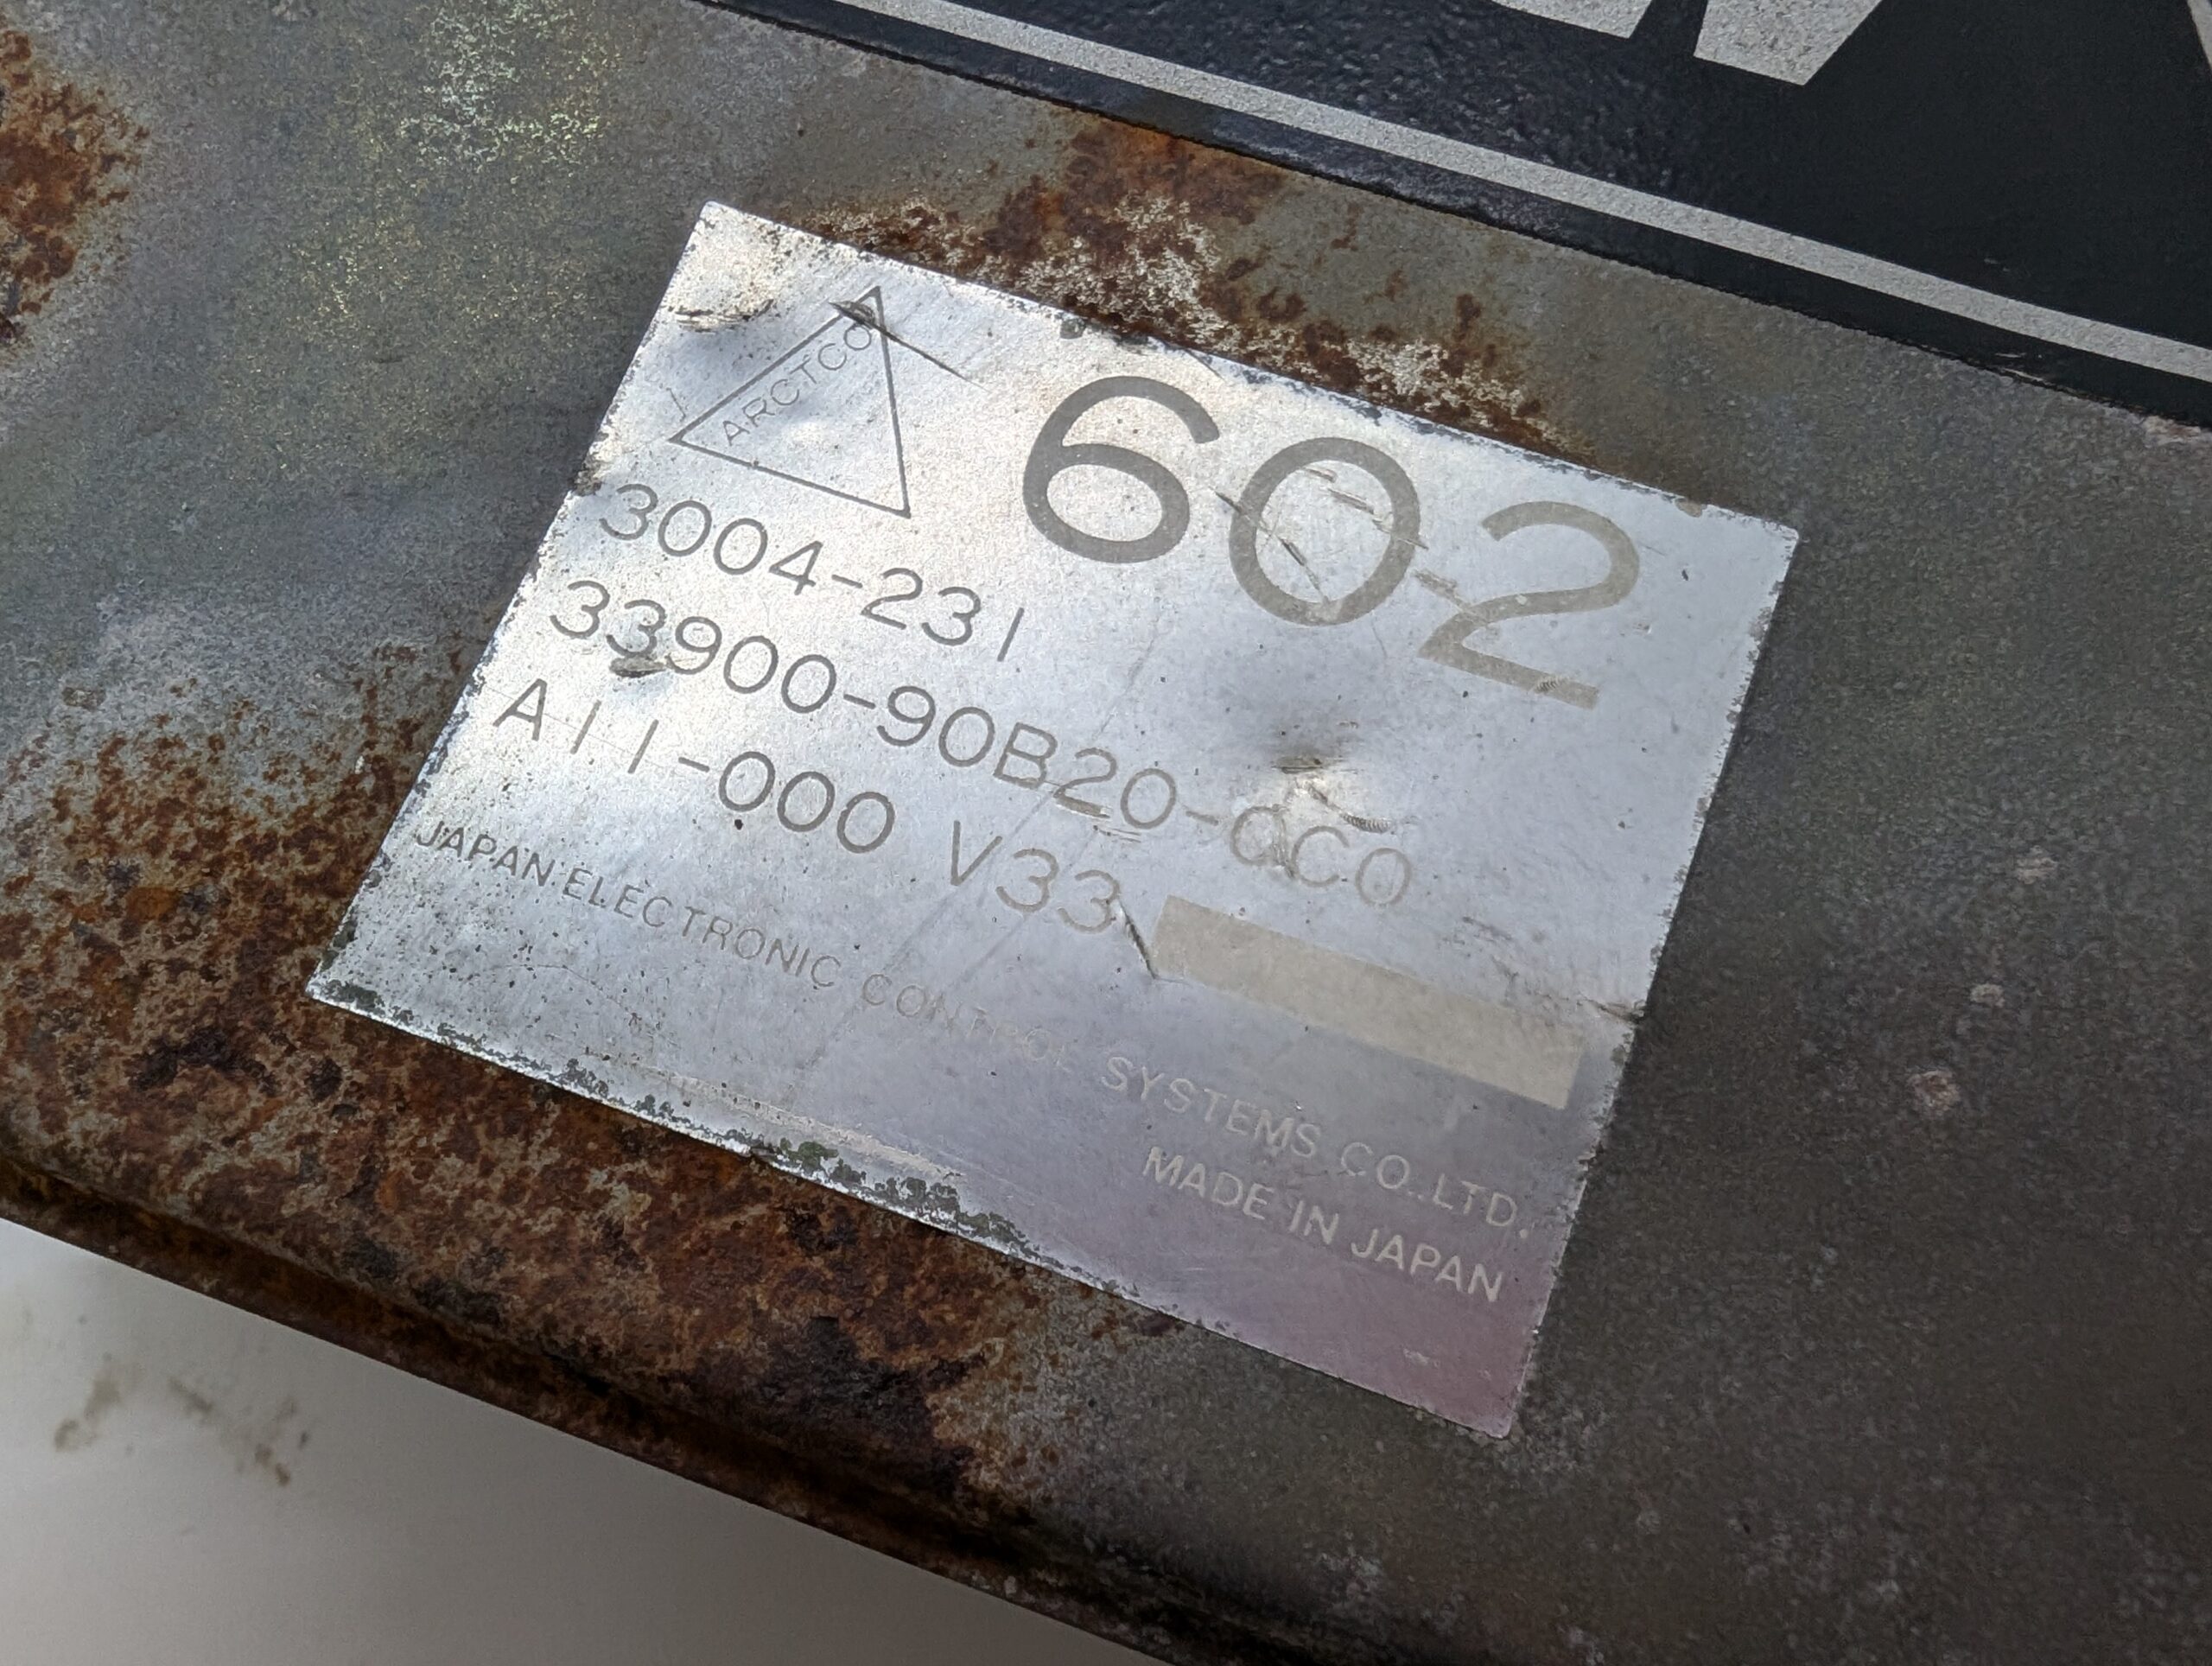 ARCTCO
602
3004-231
33900-90B20-0C0
A11-000 V33
JAPAN ELECTRONIC CONTROL SYSTEMS CO.,LTD.
MADE IN JAPAN